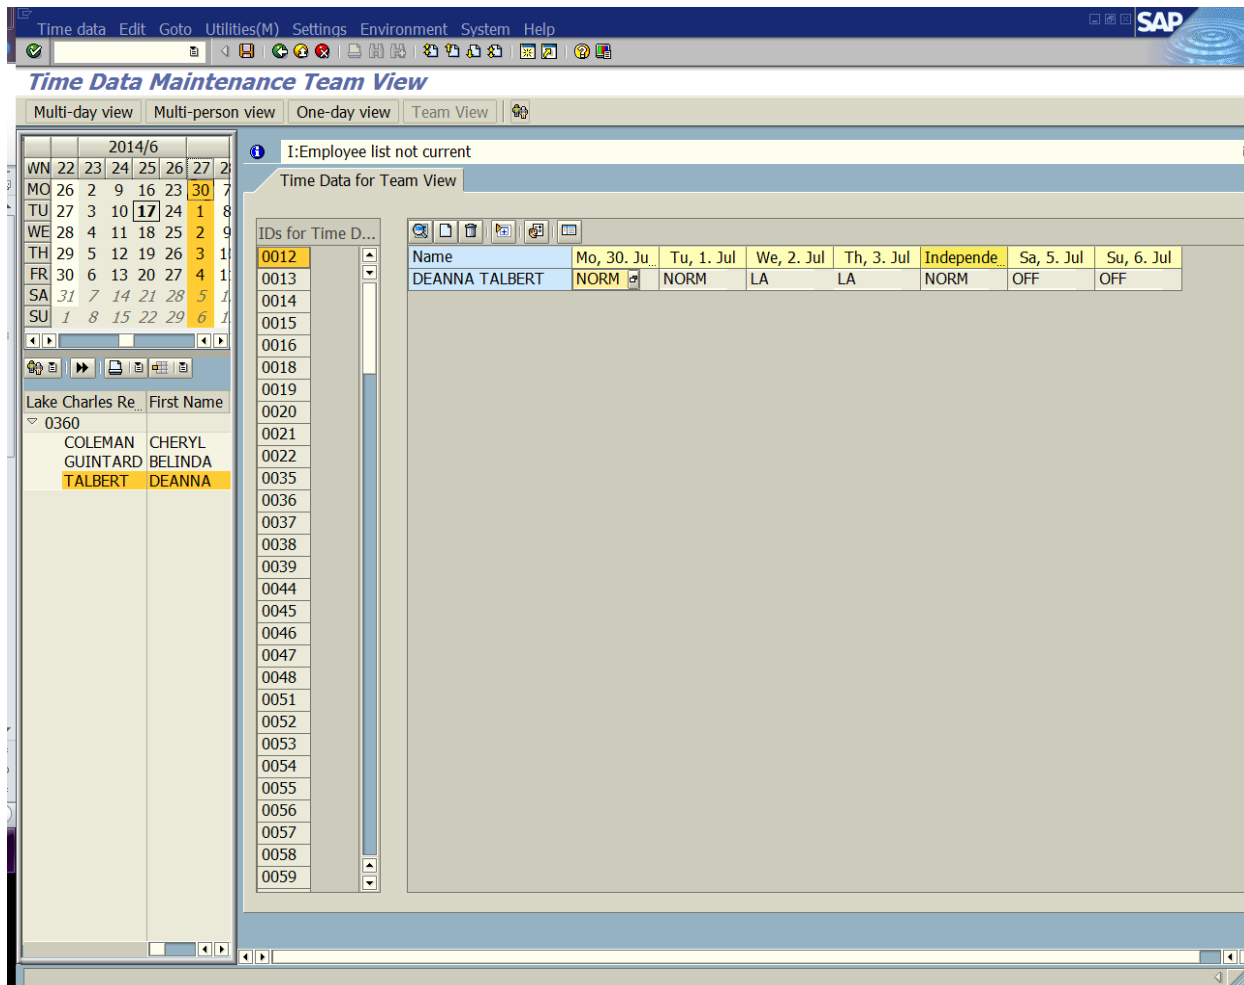 Time data Edit Goto Utilities(M) Settings Environment System Help
SAP
Time Data Maintenance Team View
Multi-day view Multi-person view One-day view Team View
2014/6
WN 22 23 24 25 26 27
MO 26 2 9 16 23 30 7
TU 27 3 10 17 24 1 8
WE 28 4 11 18 25 2 9
TH 29 5 12 19 26 3
FR 30 6 13 20 27 4
SA 31 7 14 21 28 5
SU 1 8 15 22 29 6
Lake Charles Re... First Name
0360
COLEMAN CHERYL
GUINTARD BELINDA
TALBERT DEANNA
I:Employee list not current
Time Data for Team View
IDs for Time D...
0012
0013
0014
0015
0016
0018
0019
0020
0021
0022
0035
0036
0037
0038
0039
0044
0045
0046
0047
0048
0051
0052
0053
0054
0055
0056
0057
0058
0059
Name Mo, 30. Ju... Tu, 1. Jul We, 2. Jul Th, 3. Jul Independe... Sa, 5. Jul Su, 6. Jul
DEANNA TALBERT NORM NORM LA LA NORM OFF OFF